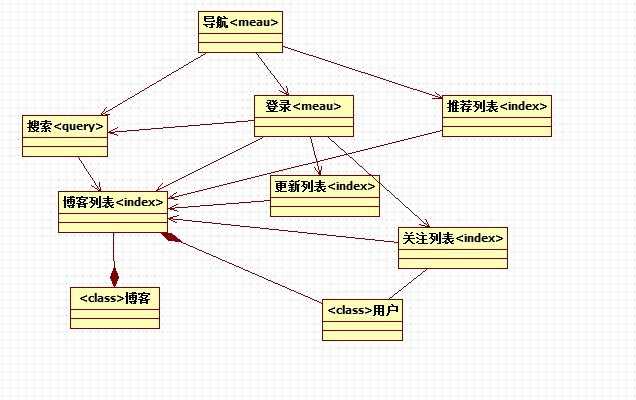 导航<meau>
登录<meau>
推荐列表<index>
搜索<query>
更新列表<index>
博客列表<index>
关注列表<index>
<class>博客
<class>用户